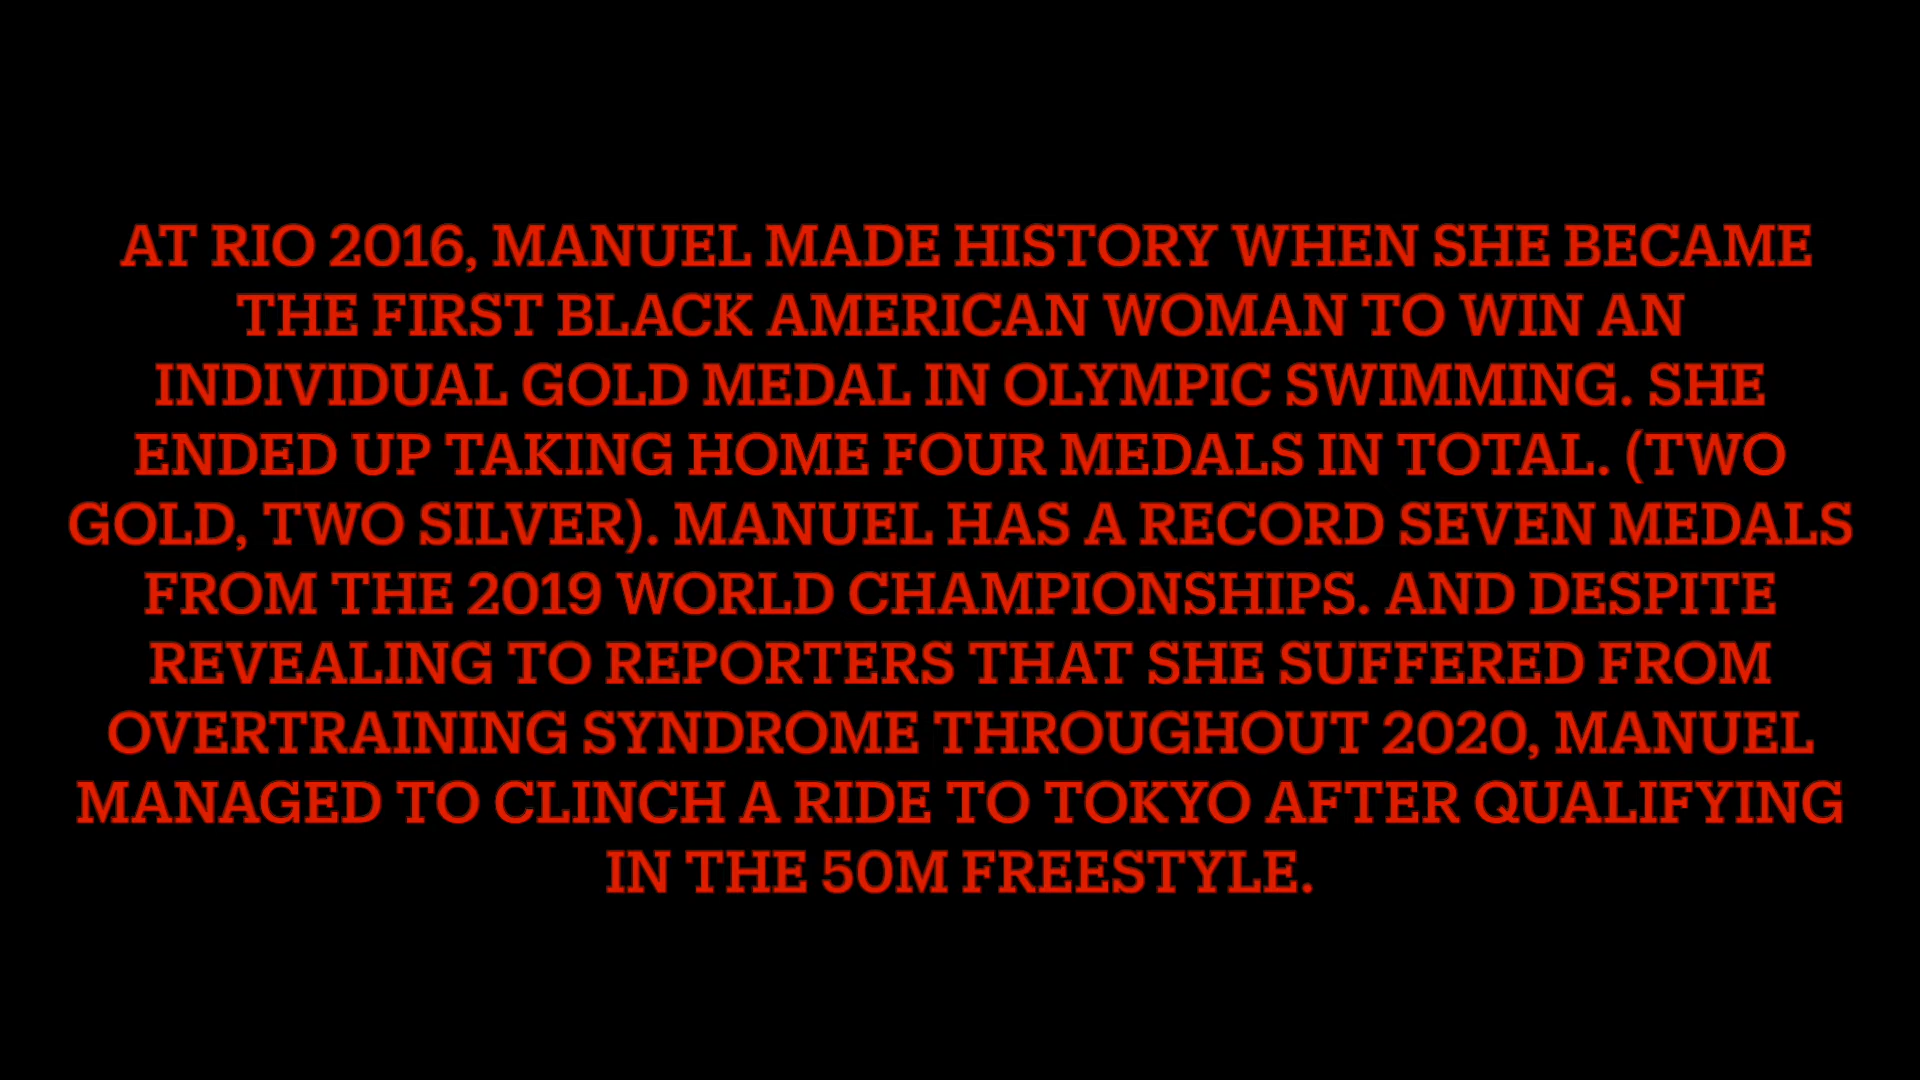 AT RIO 2016, MANUEL MADE HISTORY WHEN SHE BECAME
THE FIRST BLACK AMERICAN WOMAN TO WIN AN
INDIVIDUAL GOLD MEDAL IN OLYMPIC SWIMMING. SHE
ENDED UP TAKING HOME FOUR MEDALS IN TOTAL. (TWO
GOLD, TWO SILVER). MANUEL HAS A RECORD SEVEN MEDALS
FROM THE 2019 WORLD CHAMPIONSHIPS. AND DESPITE
REVEALING TO REPORTERS THAT SHE SUFFERED FROM
OVERTRAINING SYNDROME THROUGHOUT 2020, MANUEL
MANAGED TO CLINCH A RIDE TO TOKYO AFTER QUALIFYING
IN THE 50M FREESTYLE.